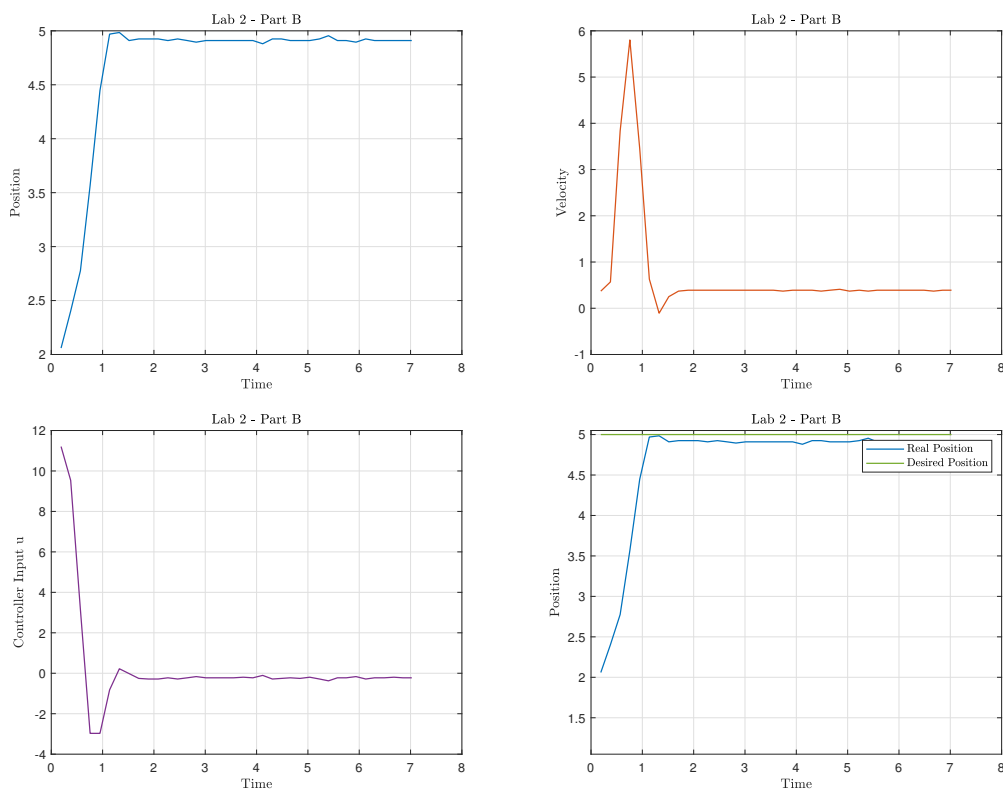 Lab 2 - Part B
5
4.5
4
3.5
3
2.5
2
Position
0 1 2 3 4 5 6 7 8
Time
Lab 2 - Part B
6
5
4
3
2
1
0
-1
Velocity
0 1 2 3 4 5 6 7 8
Time
Lab 2 - Part B
12
10
8
6
4
2
0
-2
-4
Controller Input u
0 1 2 3 4 5 6 7 8
Time
Lab 2 - Part B
5
4.5
4
3.5
3
2.5
2
1.5
Position
Real Position
Desired Position
0 1 2 3 4 5 6 7 8
Time